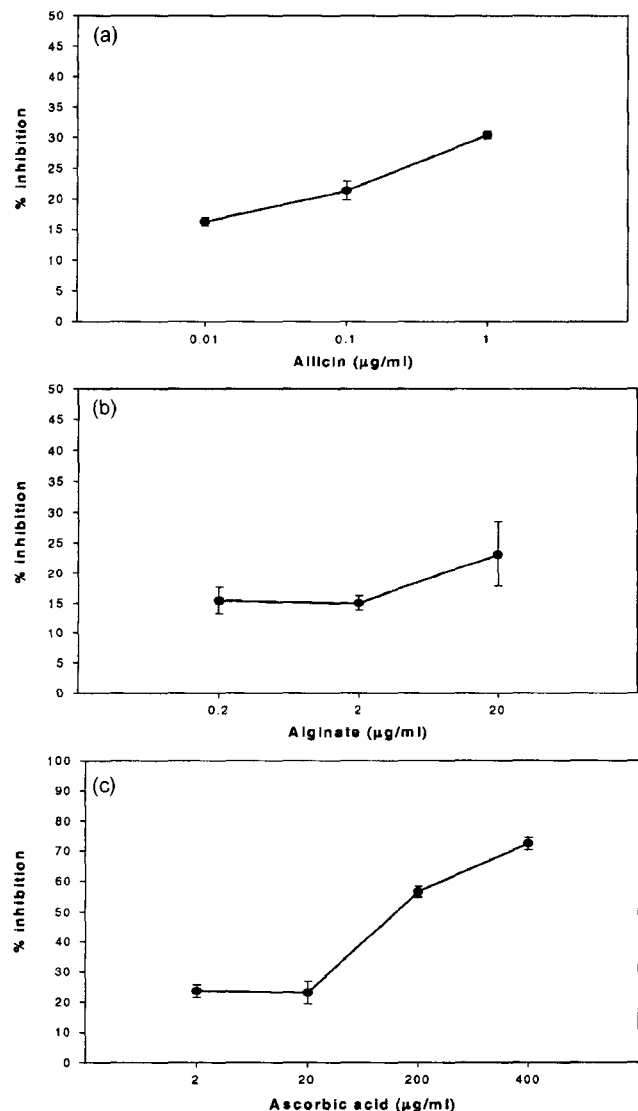 (a)
50
45
40
35
30
25
20
15
10
5
0
% inhibition
0.01 0.1 1
Allicin (µg/ml)
(b)
50
45
40
35
30
25
20
15
10
5
0
% inhibition
0.2 2 20
Alginate (µg/ml)
(c)
100
90
80
70
60
50
40
30
20
10
0
% inhibition
2 20 200 400
Ascorbic acid (µg/ml)